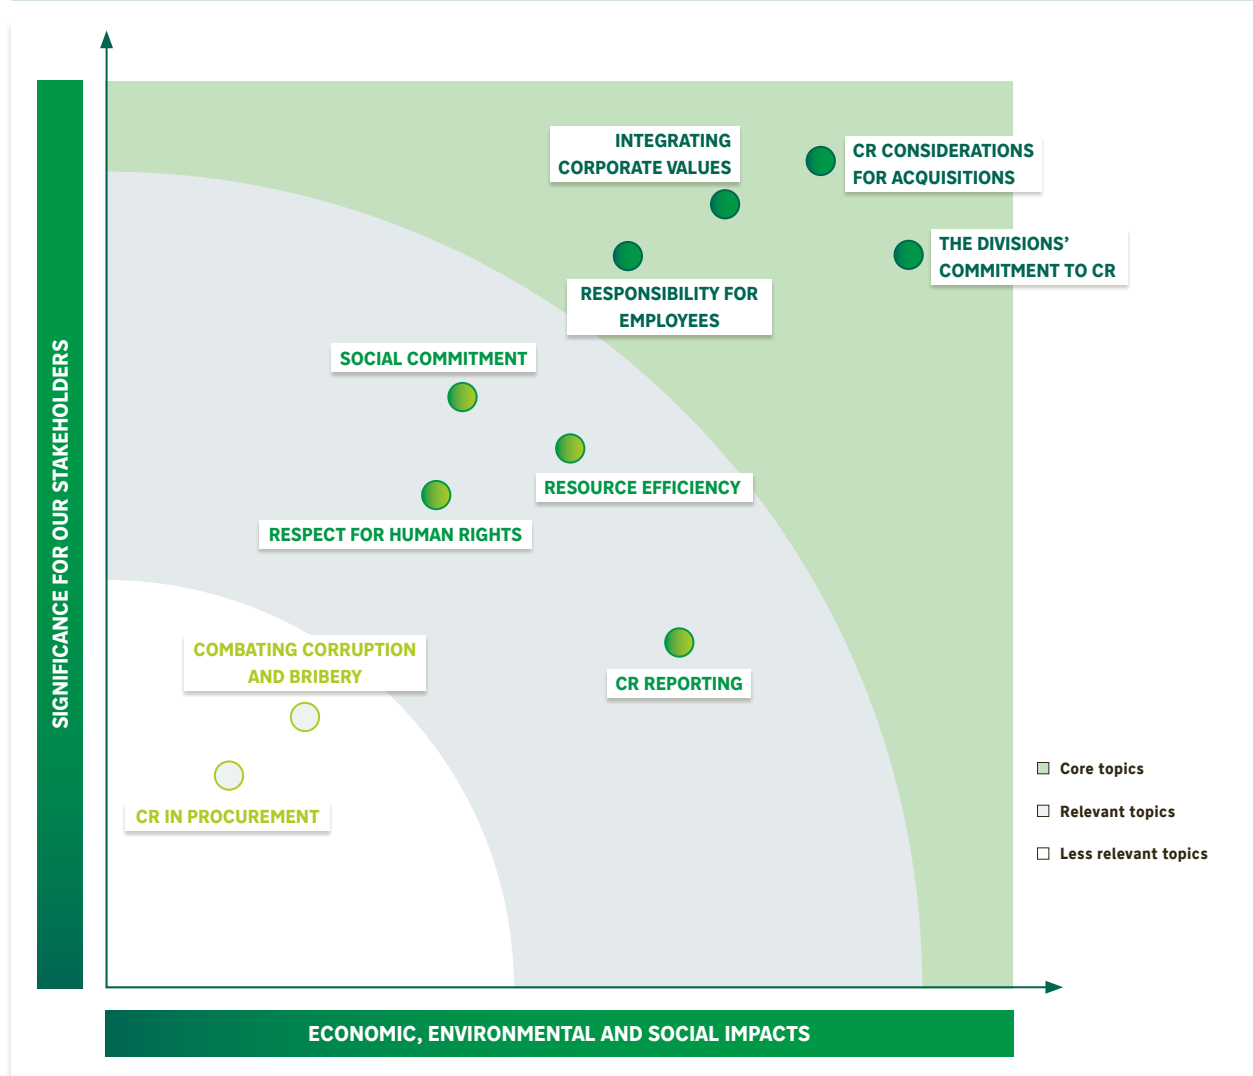 INTEGRATING
CORPORATE VALUES
CR CONSIDERATIONS
FOR ACQUISITIONS
THE DIVISIONS’
COMMITMENT TO CR
RESPONSIBILITY FOR
EMPLOYEES
SOCIAL COMMITMENT
RESOURCE EFFICIENCY
RESPECT FOR HUMAN RIGHTS
COMBATING CORRUPTION
AND BRIBERY
CR REPORTING
CR IN PROCUREMENT
SIGNIFICANCE FOR OUR STAKEHOLDERS
Core topics
Relevant topics
Less relevant topics
ECONOMIC, ENVIRONMENTAL AND SOCIAL IMPACTS